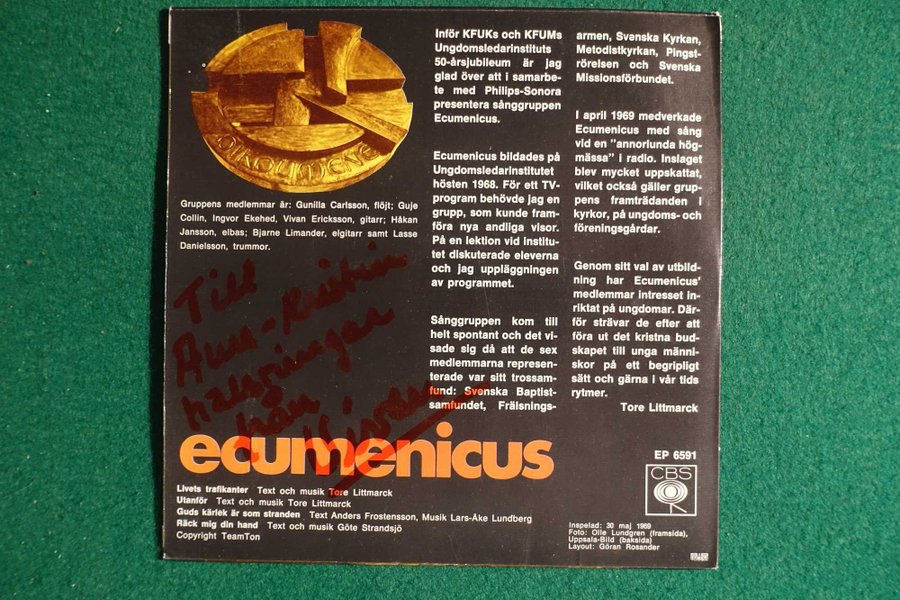 OIKOUMENE
Gruppens medlemmar är: Gunilla Carlsson, flöjt; Guje
Collin, Ingvor Ekehed, Vivan Ericksson, gitarr; Håkan
Jansson, elbas; Bjarne Limander, elgitarr samt Lasse
Danielsson, trummor.
Till
Ann-Kristin
hälsningar
från
Vivan
Inför KFUKs och KFUMs
Ungdomsledarinstituts
50-årsjubileum är jag
glad över att i samarbe-
te med Philips-Sonora
presentera sånggruppen
Ecumenicus.
Ecumenicus bildades på
Ungdomsledarinstitutet
hösten 1968. För ett TV-
program behövde jag en
grupp, som kunde fram-
föra nya andliga visor.
På en lektion vid institu-
tet diskuterade eleverna
och jag uppläggningen
av programmet.
Sånggruppen kom till
helt spontant och det vi-
sade sig då att de sex
medlemmarna represen-
terade var sitt trossam-
fund: Svenska Baptist-
samfundet, Frälsnings-
armen, Svenska Kyrkan,
Metodistkyrkan, Pingst-
rörelsen och Svenska
Missionsförbundet.
I april 1969 medverkade
Ecumenicus med sång
vid en "annorlunda hög-
mässa" i radio. Inslaget
blev mycket uppskattat,
vilket också gäller grup-
pens framträdanden i
kyrkor, på ungdoms- och
föreningsgårdar.
Genom sitt val av utbild-
ning har Ecumenicus'
medlemmar intresset in-
riktat på ungdomar. Där-
för strävar de efter att
föra ut det kristna bud-
skapet till unga männi-
skor på ett begripligt
sätt och gärna i vår tids
rytmer.
Tore Littmarck
ecumenicus
EP 6591
CBS
Livets trafikanter Text och musik Tore Littmarck
Utanför Text och musik Tore Littmarck
Guds kärlek är som stranden Text Anders Frostensson, Musik Lars-Åke Lundberg
Räck mig din hand Text och musik Göte Strandsjö
Copyright TeamTon
Inspelad: 30 maj 1969
Foto: Olle Lundgren (framsida),
Uppsala-Bild (baksida)
Layout: Göran Rosander